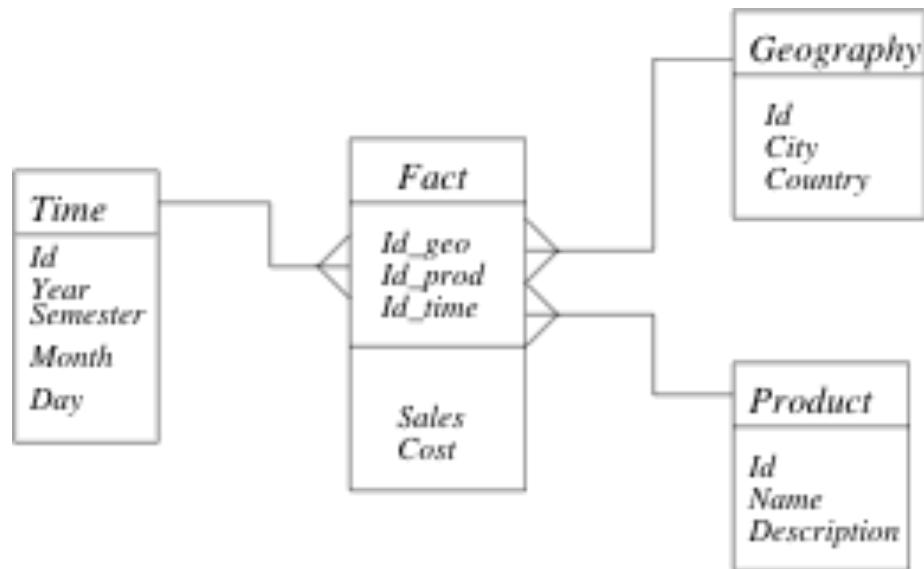 Time
Id
Year
Semester
Month
Day
Fact
Id_geo
Id_prod
Id_time
Sales
Cost
Geography
Id
City
Country
Product
Id
Name
Description